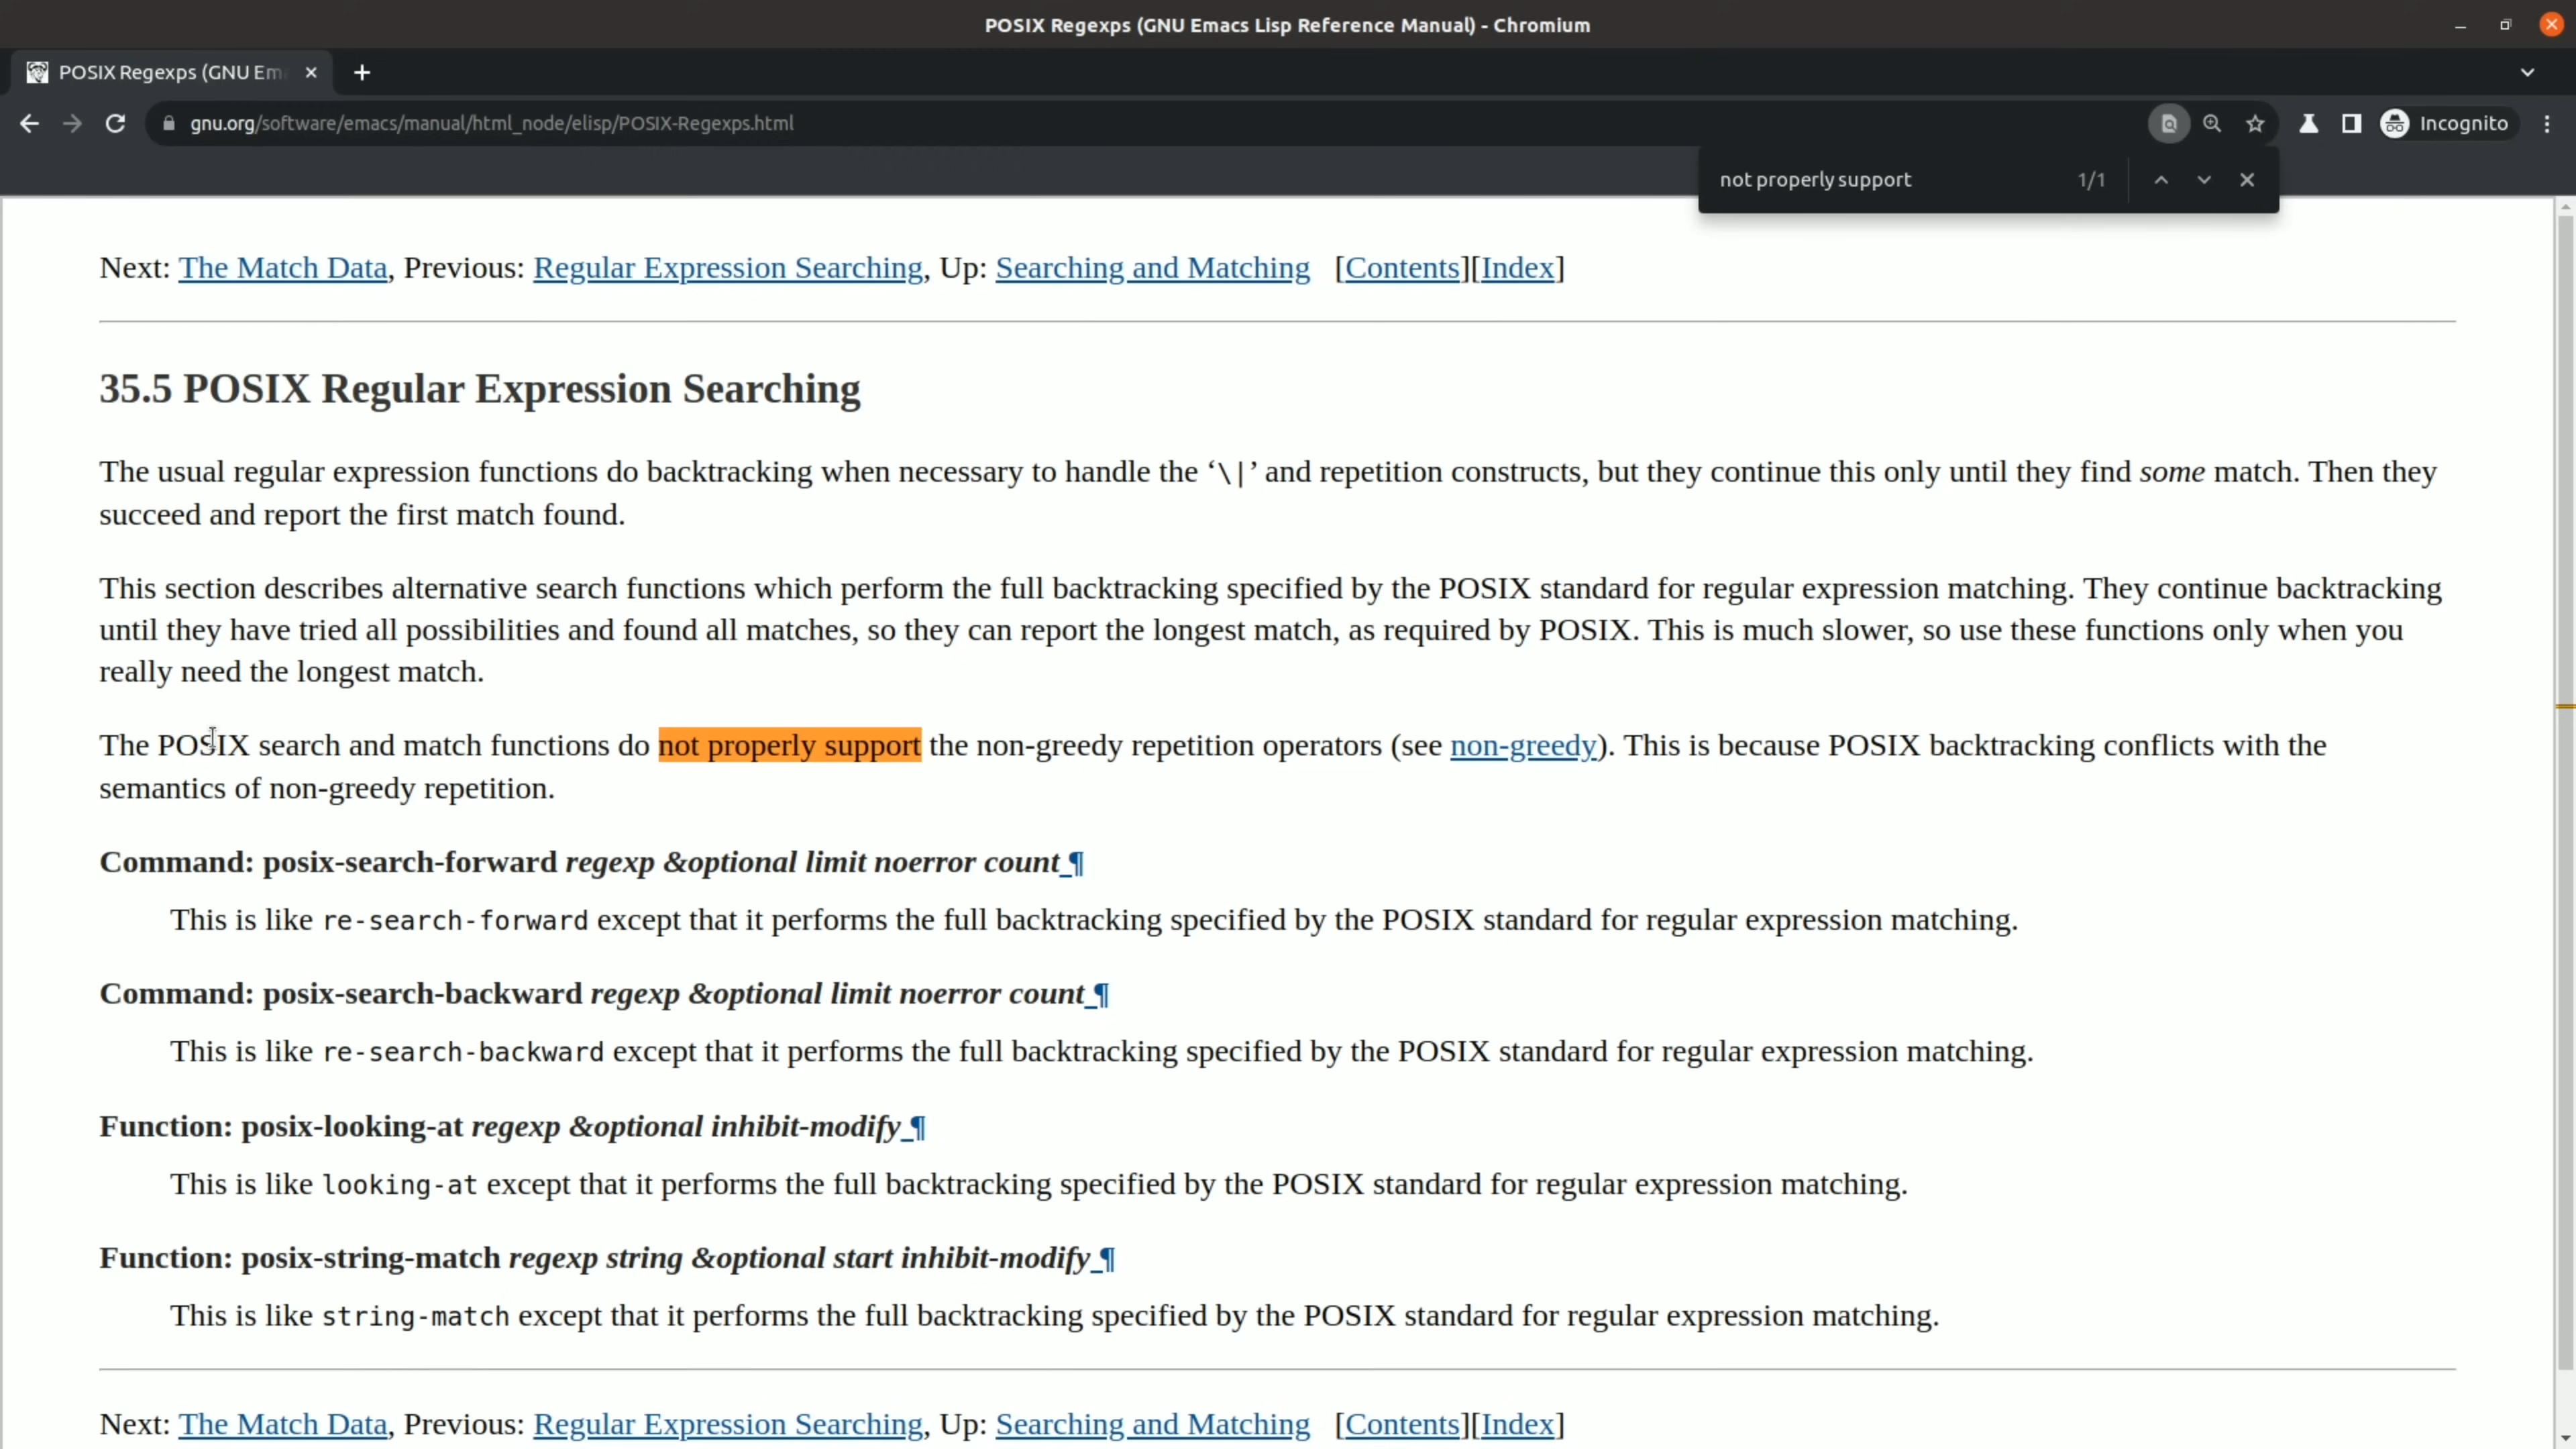 POSIX Regexps (GNU Emacs Lisp Reference Manual) - Chromium
POSIX Regexps (GNU Em
gnu.org/software/emacs/manual/html_node/elisp/POSIX-Regexps.html
Incognito
not properly support 1/1
Next: The Match Data, Previous: Regular Expression Searching, Up: Searching and Matching [Contents][Index]
35.5 POSIX Regular Expression Searching
The usual regular expression functions do backtracking when necessary to handle the ‘\|’ and repetition constructs, but they continue this only until they find some match. Then they
succeed and report the first match found.
This section describes alternative search functions which perform the full backtracking specified by the POSIX standard for regular expression matching. They continue backtracking
until they have tried all possibilities and found all matches, so they can report the longest match, as required by POSIX. This is much slower, so use these functions only when you
really need the longest match.
The POSIX search and match functions do not properly support the non-greedy repetition operators (see non-greedy). This is because POSIX backtracking conflicts with the
semantics of non-greedy repetition.
Command: posix-search-forward regexp &optional limit noerror count ¶
This is like re-search-forward except that it performs the full backtracking specified by the POSIX standard for regular expression matching.
Command: posix-search-backward regexp &optional limit noerror count ¶
This is like re-search-backward except that it performs the full backtracking specified by the POSIX standard for regular expression matching.
Function: posix-looking-at regexp &optional inhibit-modify ¶
This is like looking-at except that it performs the full backtracking specified by the POSIX standard for regular expression matching.
Function: posix-string-match regexp string &optional start inhibit-modify ¶
This is like string-match except that it performs the full backtracking specified by the POSIX standard for regular expression matching.
Next: The Match Data, Previous: Regular Expression Searching, Up: Searching and Matching [Contents][Index]